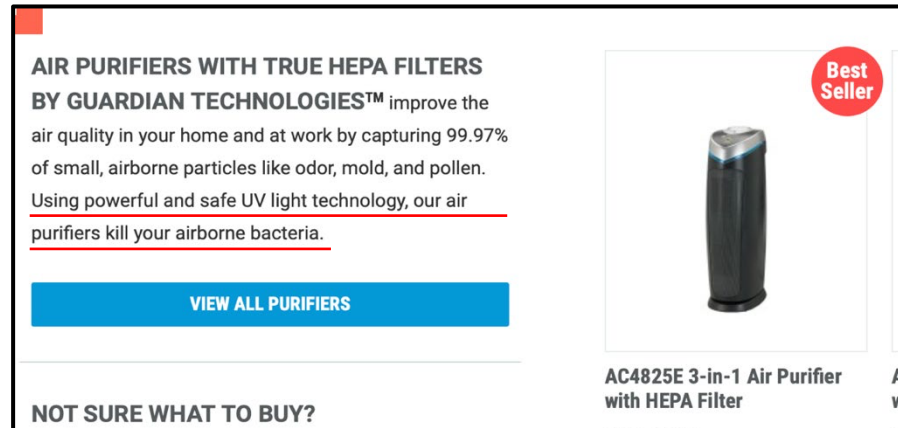 AIR PURIFIERS WITH TRUE HEPA FILTERS
BY GUARDIAN TECHNOLOGIES™ improve the
air quality in your home and at work by capturing 99.97%
of small, airborne particles like odor, mold, and pollen.
Using powerful and safe UV light technology, our air
purifiers kill your airborne bacteria.
VIEW ALL PURIFIERS
NOT SURE WHAT TO BUY?
Best
Seller
AC4825E 3-in-1 Air Purifier
with HEPA Filter